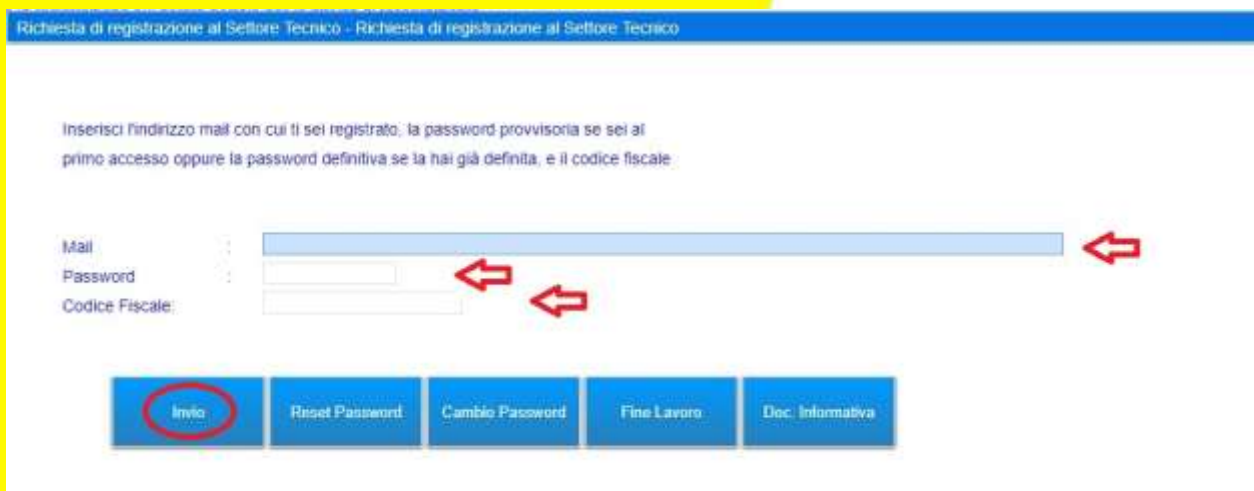 Richiesta di registrazione al Settore Tecnico - Richiesta di registrazione al Settore Tecnico
Inserisci l'indirizzo mail con cui ti sei registrato, la password provvisoria se sei al
primo accesso oppure la password definitiva se la hai già definita, e il codice fiscale
Mail :
Password :
Codice Fiscale:
Invio Reset Password Cambio Password Fine Lavoro Doc. Informativa